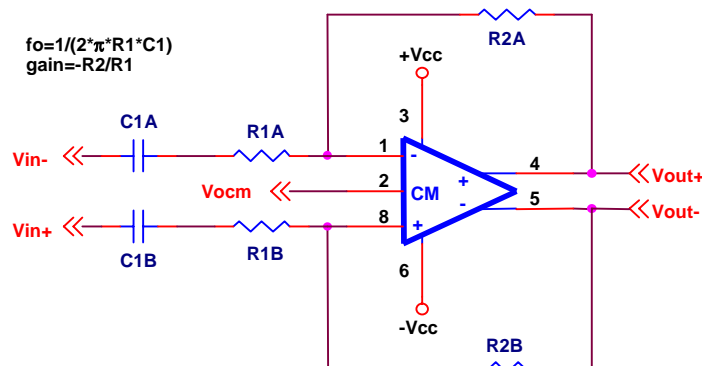 fo=1/(2*π*R1*C1)
gain=-R2/R1
R2A
+Vcc
3
C1A
R1A
Vin-
1
-
4
Vout+
+
Vocm
2
CM
-
5
Vout-
Vin+
8
+
C1B
R1B
6
-Vcc
R2B